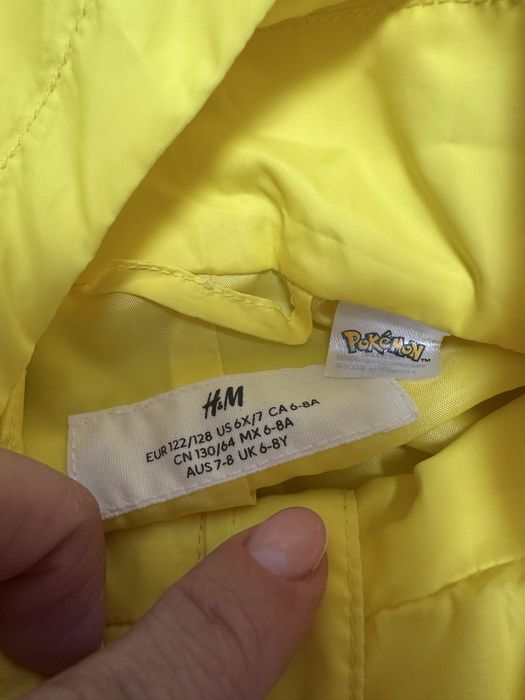 POKéMON
™
H&M
EUR 122/128 US 6X/7 CA 6-8A
CN 130/64 MX 6-8A
AUS 7-8 UK 6-8Y